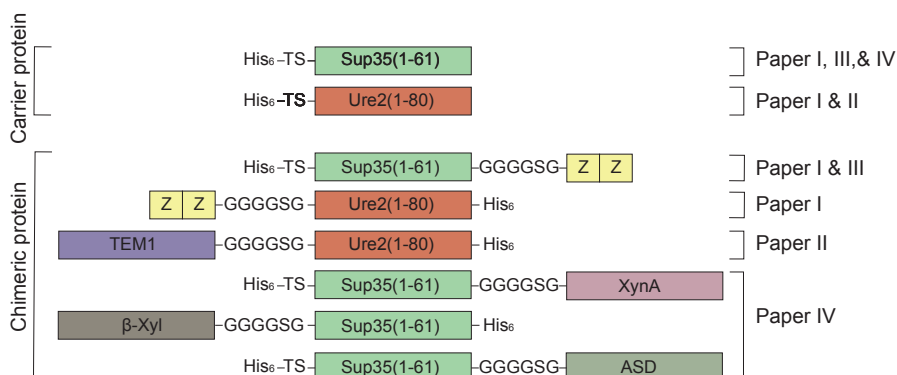 Carrier protein
His₆–TS–Sup35(1-61) Paper I, III,& IV
His₆–TS–Ure2(1-80) Paper I & II
Chimeric protein
His₆–TS–Sup35(1-61)–GGGGSG–Z Z Paper I & III
Z Z–GGGGSG–Ure2(1-80)–His₆ Paper I
TEM1–GGGGSG–Ure2(1-80)–His₆ Paper II
His₆–TS–Sup35(1-61)–GGGGSG–XynA
β-Xyl–GGGGSG–Sup35(1-61)–His₆ Paper IV
His₆–TS–Sup35(1-61)–GGGGSG–ASD